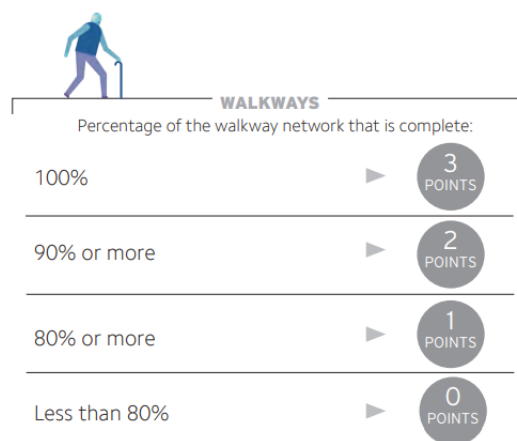 WALKWAYS
Percentage of the walkway network that is complete:
100%
3
POINTS
90% or more
2
POINTS
80% or more
1
POINTS
Less than 80%
0
POINTS